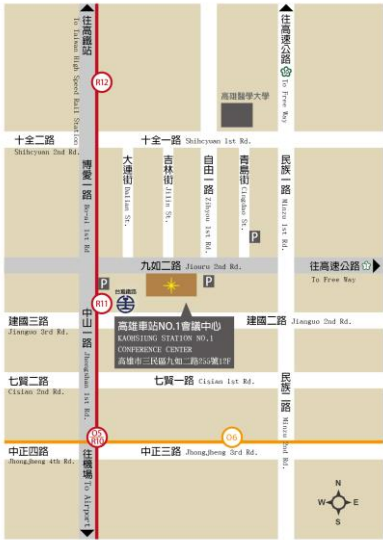 往高鐵站
To Taiwan High Speed Rail Station
往高速公路
To Free Way
R12
高雄醫學大學
十全二路
Shihcyuan 2nd Rd.
十全一路 Shihcyuan 1st Rd.
博愛一路
Bo-ai 1st Rd
大連街
Dalian St.
吉林街
Jilin St.
自由一路
Zihyou 1st Rd.
青島街
Cingdao St.
民族一路
Minzu 1st Rd.
P
九如二路 Jiouru 2nd Rd.
往高速公路
To Free Way
P
P
R11
台鐵高雄
中山一路
Jhongshan 1st Rd.
建國三路
Jianguo 3rd Rd.
建國二路 Jianguo 2nd Rd.
高雄車站NO.1會議中心
KAOHSIUNG STATION NO.1
CONFERENCE CENTER
高雄市三民區九如二路255號12F
七賢二路
Cisian 2nd Rd.
七賢一路 Cisian 1st Rd.
民族二路
Minzu 2nd Rd.
O5
R10
O6
中正四路
Jhongjheng 4th Rd.
中正三路 Jhongjheng 3rd Rd.
往機場
To Airport
N
W
E
S